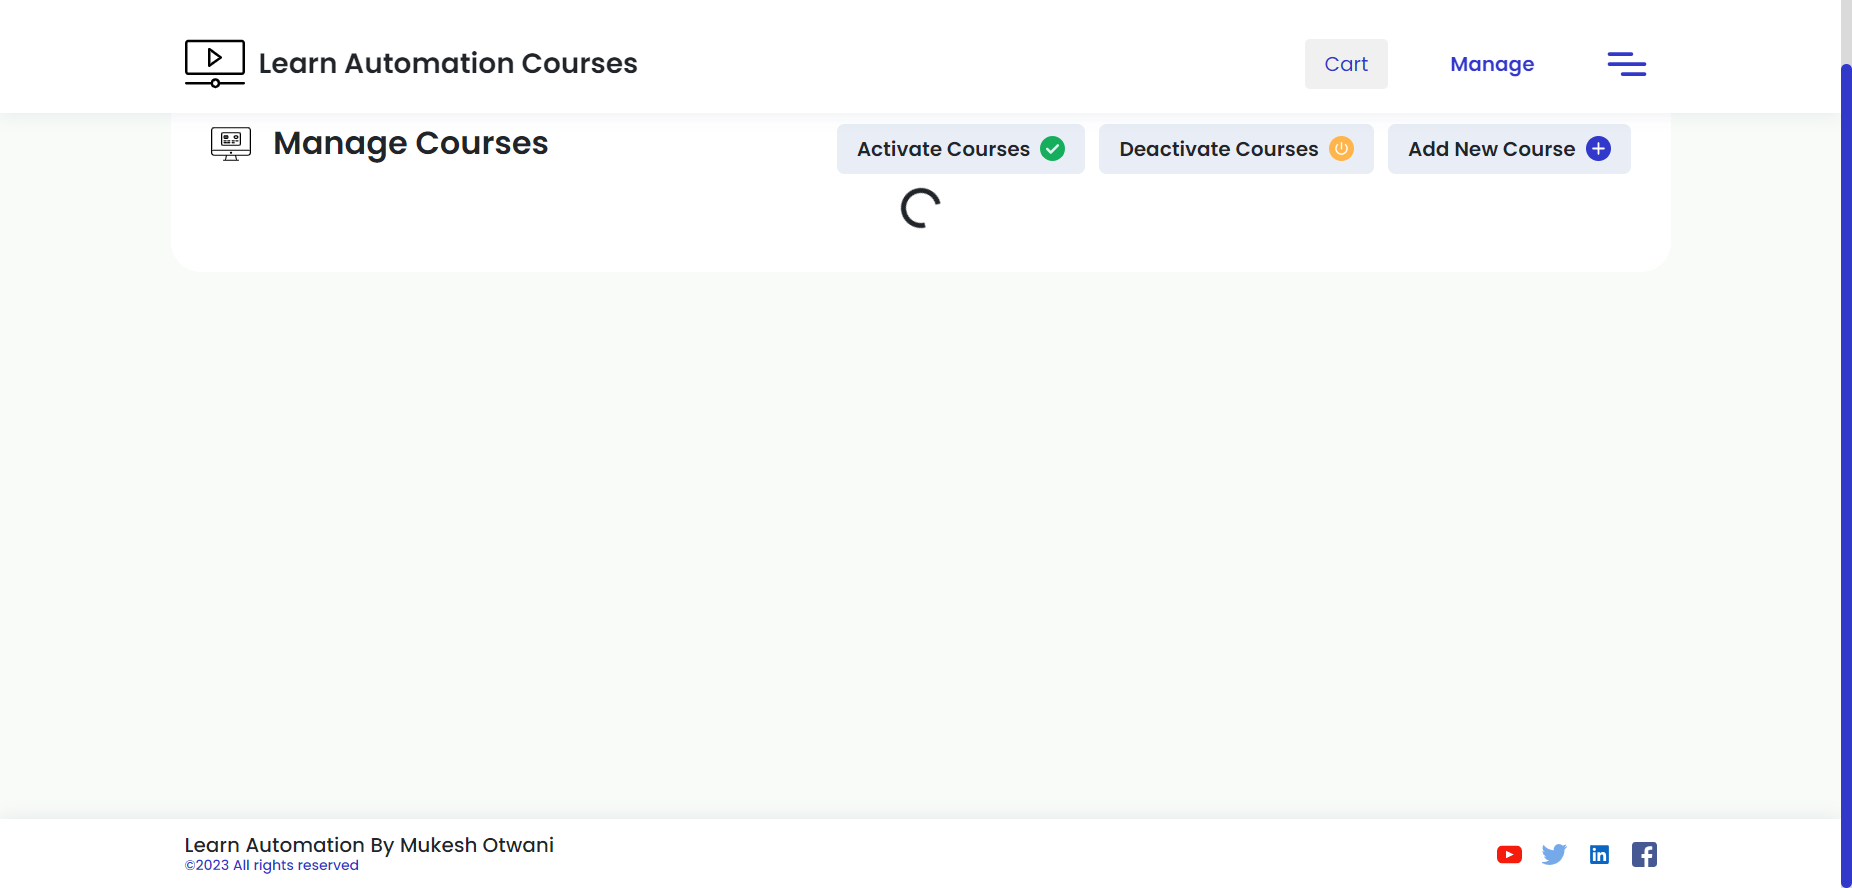 Learn Automation Courses
Cart
Manage
Manage Courses
Activate Courses
Deactivate Courses
Add New Course
Learn Automation By Mukesh Otwani
©2023 All rights reserved